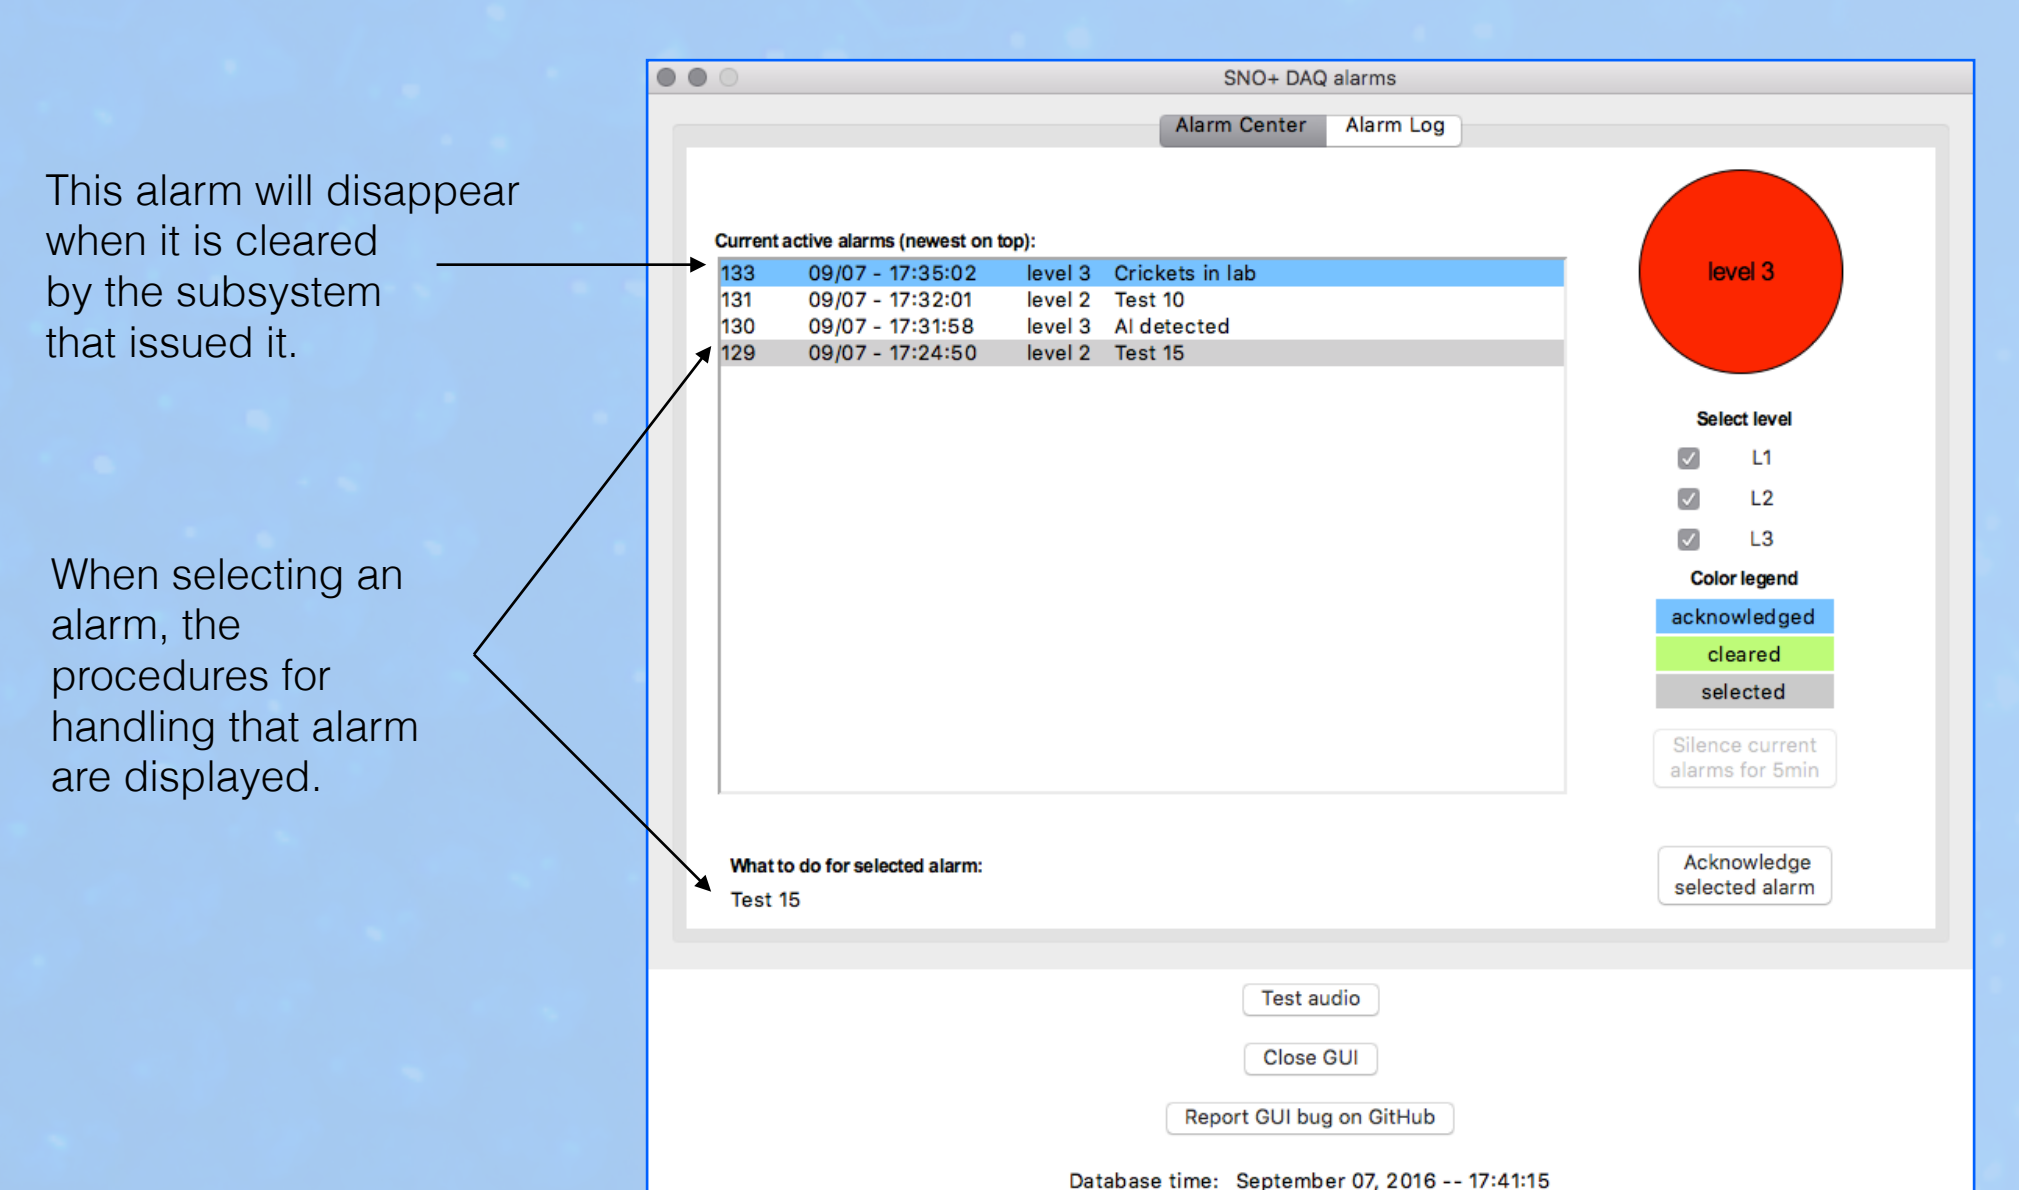 SNO+ DAQ alarms
Alarm Center Alarm Log
This alarm will disappear
when it is cleared
by the subsystem
that issued it.
When selecting an
alarm, the
procedures for
handling that alarm
are displayed.
Current active alarms (newest on top):
133 09/07 - 17:35:02 level 3 Crickets in lab
131 09/07 - 17:32:01 level 2 Test 10
130 09/07 - 17:31:58 level 3 AI detected
129 09/07 - 17:24:50 level 2 Test 15
level 3
Select level
L1
L2
L3
Color legend
acknowledged
cleared
selected
Silence current
alarms for 5min
What to do for selected alarm:
Test 15
Acknowledge
selected alarm
Test audio
Close GUI
Report GUI bug on GitHub
Database time: September 07, 2016 -- 17:41:15